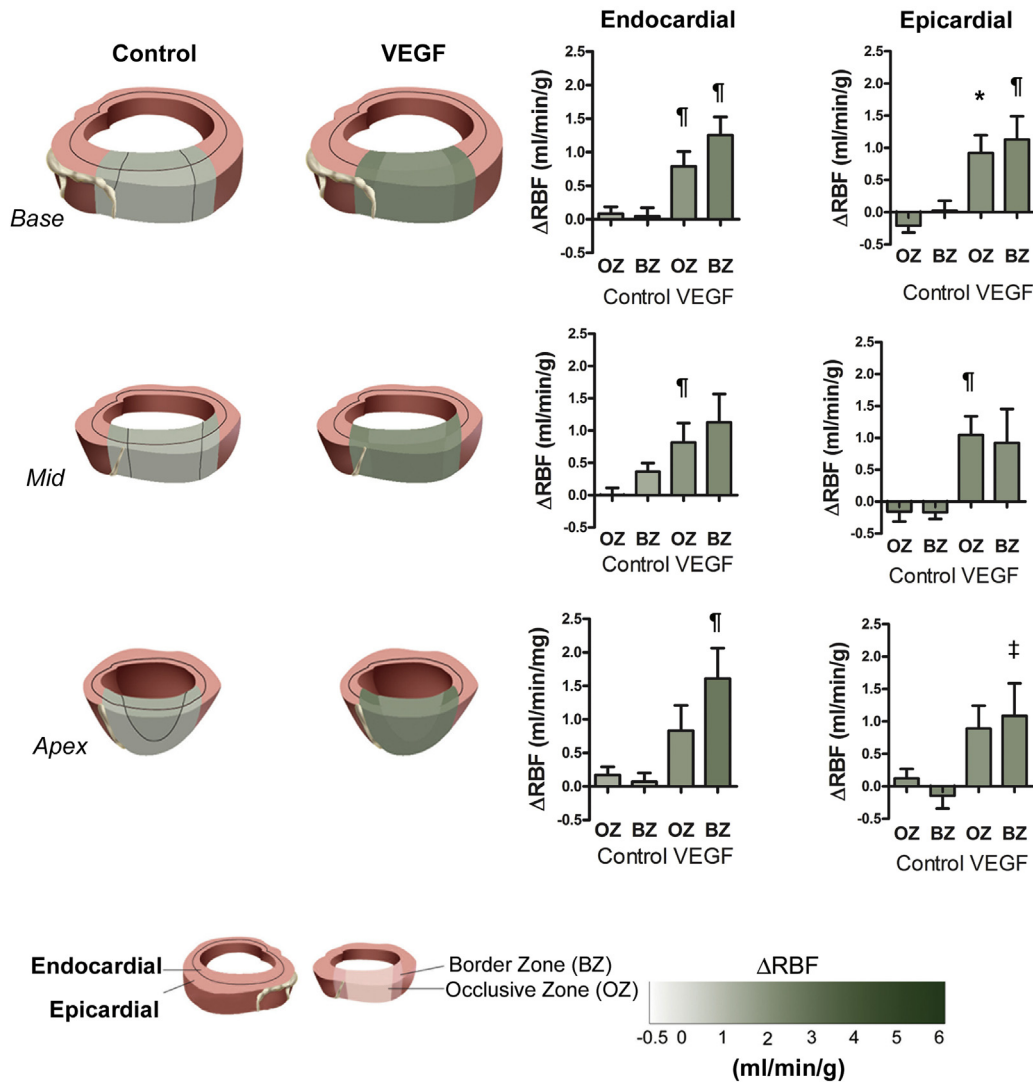 Control VEGF Endocardial Epicardial
Base
ΔRBF (ml/min/g)
2.5
2.0
1.5
1.0
0.5
0.0
-0.5
¶ ¶
OZ BZ OZ BZ
Control VEGF
ΔRBF (ml/min/g)
2.5
2.0
1.5
1.0
0.5
0.0
-0.5
* ¶
OZ BZ OZ BZ
Control VEGF
Mid
ΔRBF (ml/min/g)
2.5
2.0
1.5
1.0
0.5
0.0
-0.5
¶
OZ BZ OZ BZ
Control VEGF
ΔRBF (ml/min/g)
2.5
2.0
1.5
1.0
0.5
0.0
-0.5
¶
OZ BZ OZ BZ
Control VEGF
Apex
ΔRBF (ml/min/mg)
2.5
2.0
1.5
1.0
0.5
0.0
-0.5
¶
OZ BZ OZ BZ
Control VEGF
ΔRBF (ml/min/g)
2.5
2.0
1.5
1.0
0.5
0.0
-0.5
‡
OZ BZ OZ BZ
Control VEGF
Endocardial
Epicardial
Border Zone (BZ)
Occlusive Zone (OZ)
ΔRBF
-0.5 0 1 2 3 4 5 6
(ml/min/g)